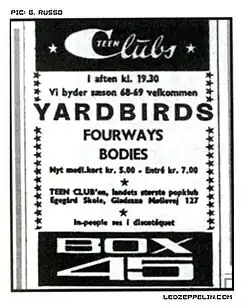 PIC: G. RUSSO
TEEN
Clubs
I aften kl. 19.30
Vi byder sæson 68-69 velkommen
YARDBIRDS
FOURWAYS
BODIES
Nyt medl.kort kr. 5.00 - Entré kr. 7.00
TEEN CLUB'en, landets største popklub
Egegård Skole, Gladsaxe Møllevej 127
In-people ses i discotéquet
BOX
45
LEDZEPPELIN.COM